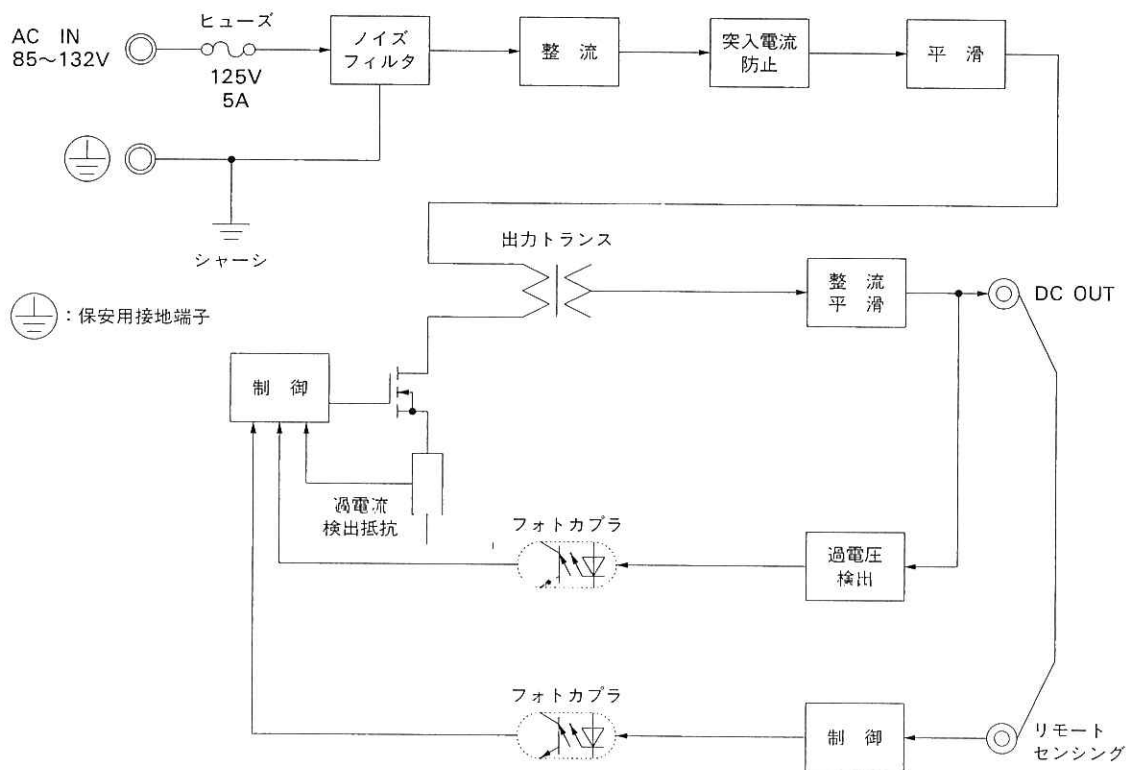 AC IN
85～132V
ヒューズ
125V
5A
ノイズ
フィルタ
整 流
突入電流
防止
平 滑
シャーシ
出力トランス
整 流
平 滑
DC OUT
：保安用接地端子
制 御
過電流
検出抵抗
フォトカプラ
過電圧
検出
フォトカプラ
制 御
リモート
センシング